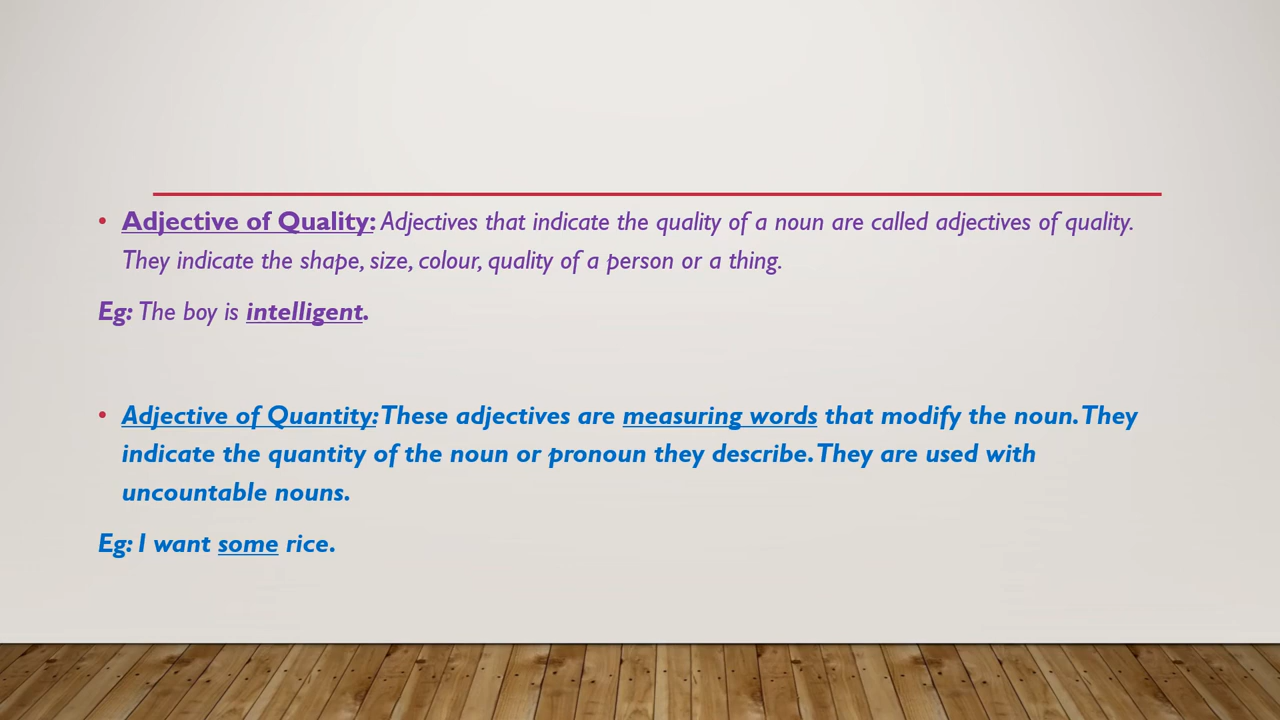 • Adjective of Quality: Adjectives that indicate the quality of a noun are called adjectives of quality.
They indicate the shape, size, colour, quality of a person or a thing.
Eg: The boy is intelligent.
• Adjective of Quantity: These adjectives are measuring words that modify the noun. They
indicate the quantity of the noun or pronoun they describe. They are used with
uncountable nouns.
Eg: I want some rice.